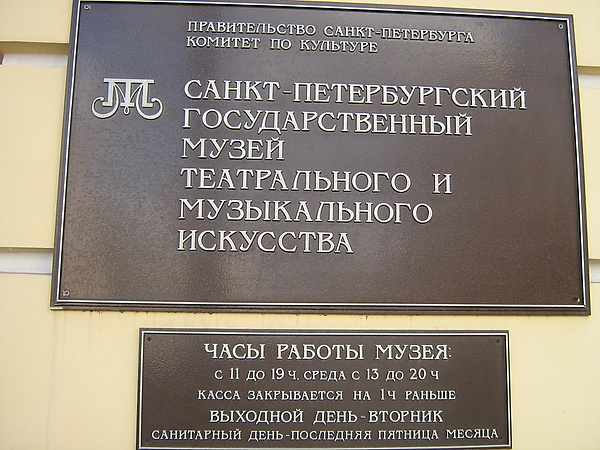 ПРАВИТЕЛЬСТВО САНКТ-ПЕТЕРБУРГА
КОМИТЕТ ПО КУЛЬТУРЕ
САНКТ-ПЕТЕРБУРГСКИЙ
ГОСУДАРСТВЕННЫЙ
МУЗЕЙ
ТЕАТРАЛЬНОГО И
МУЗЫКАЛЬНОГО
ИСКУССТВА
ЧАСЫ РАБОТЫ МУЗЕЯ:
С 11 ДО 19 Ч, СРЕДА С 13 ДО 20 Ч
КАССА ЗАКРЫВАЕТСЯ НА 1 Ч РАНЬШЕ
ВЫХОДНОЙ ДЕНЬ-ВТОРНИК
САНИТАРНЫЙ ДЕНЬ-ПОСЛЕДНЯЯ ПЯТНИЦА МЕСЯЦА